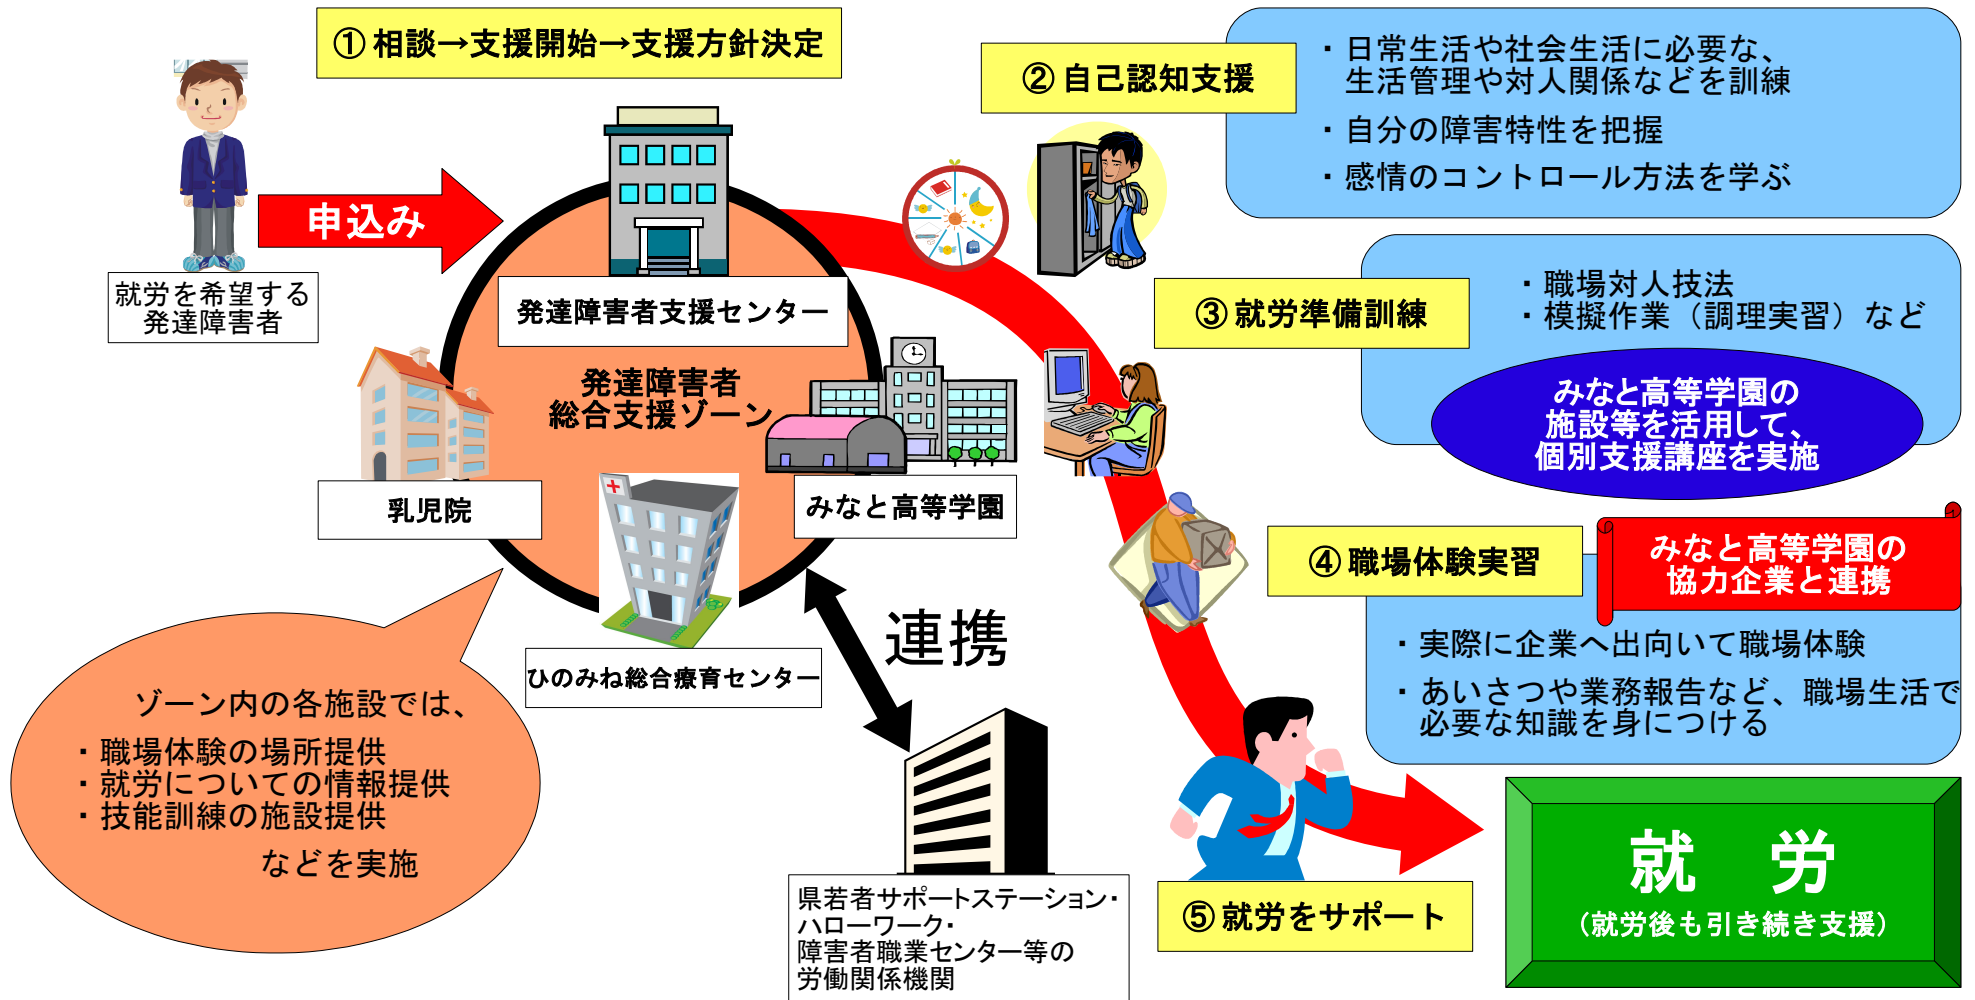 ① 相談→支援開始→支援方針決定
申込み
就労を希望する
発達障害者
発達障害者支援センター
発達障害者
総合支援ゾーン
乳児院
みなと高等学園
ひのみね総合療育センター
ゾーン内の各施設では、
・職場体験の場所提供
・就労についての情報提供
・技能訓練の施設提供
などを実施
連携
県若者サポートステーション・
ハローワーク・
障害者職業センター等の
労働関係機関
② 自己認知支援
・日常生活や社会生活に必要な、
生活管理や対人関係などを訓練
・自分の障害特性を把握
・感情のコントロール方法を学ぶ
③ 就労準備訓練
・職場対人技法
・模擬作業（調理実習）など
みなと高等学園の
施設等を活用して、
個別支援講座を実施
④ 職場体験実習
みなと高等学園の
協力企業と連携
・実際に企業へ出向いて職場体験
・あいさつや業務報告など、職場生活で
必要な知識を身につける
⑤ 就労をサポート
就 労
（就労後も引き続き支援）